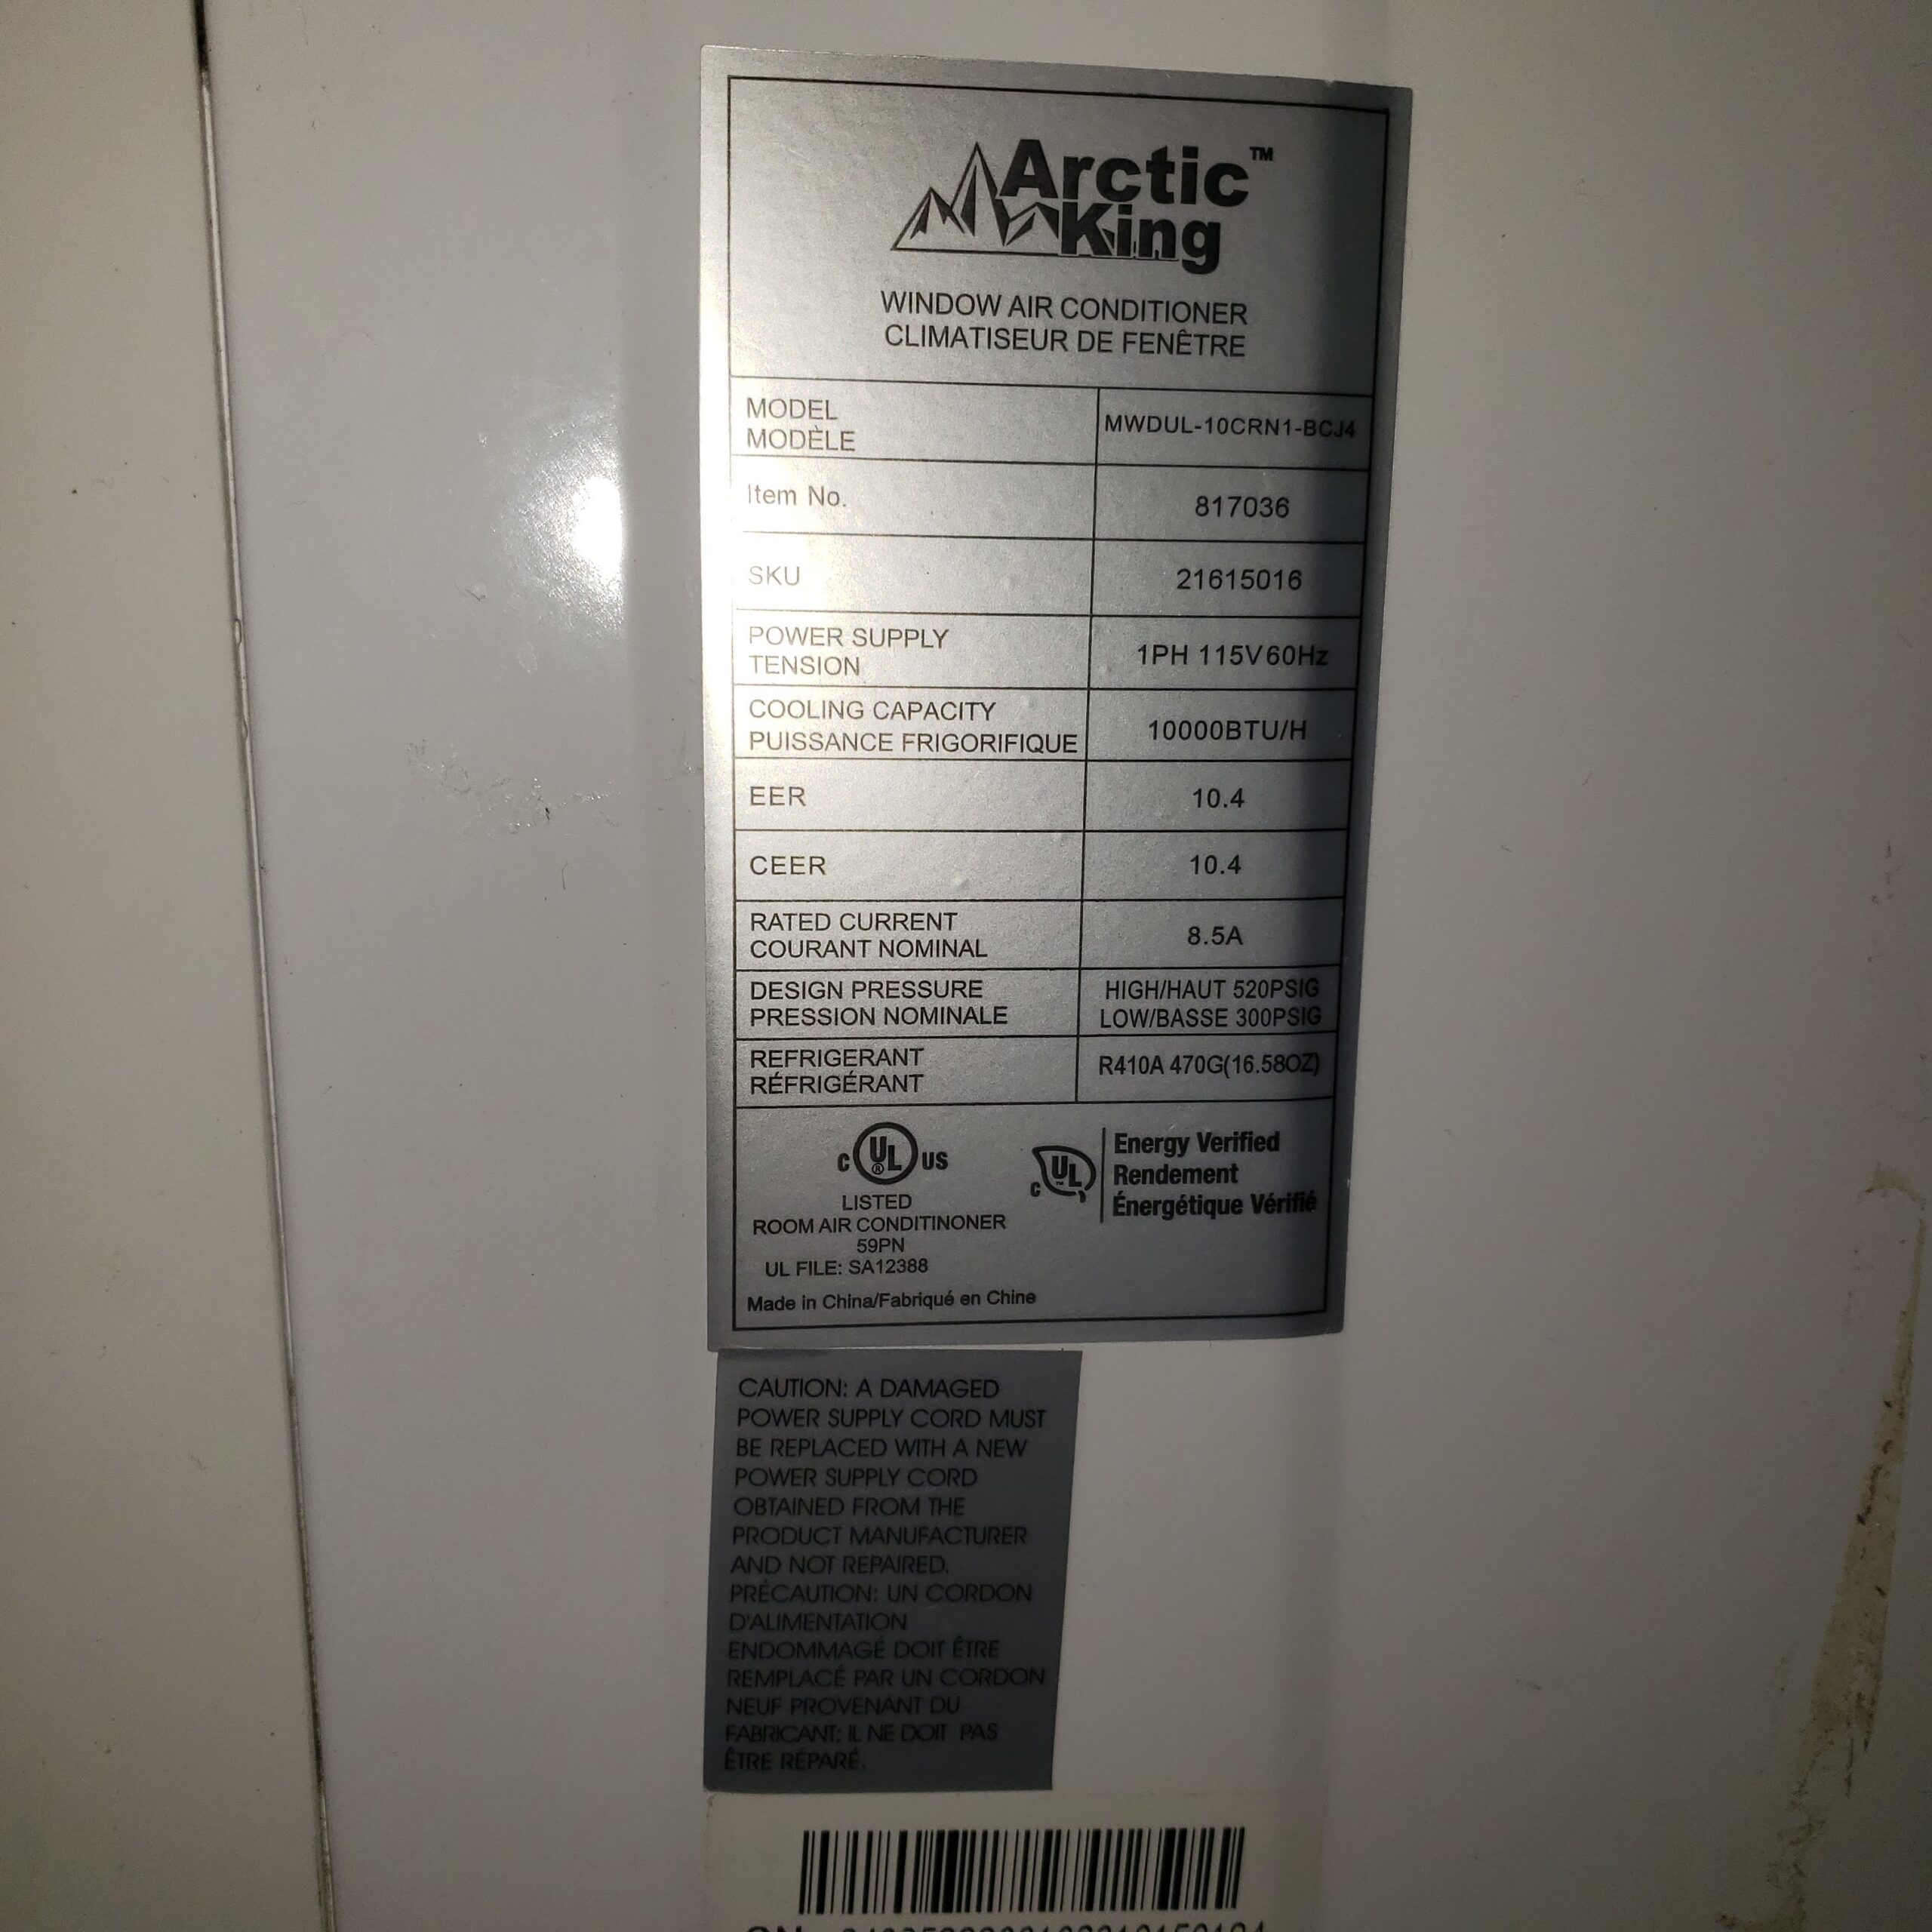 Arctic™
King
WINDOW AIR CONDITIONER
CLIMATISEUR DE FENÊTRE
MODEL
MODÈLE
MWDUL-10CRN1-BCJ4
Item No.
817036
SKU
21615016
POWER SUPPLY
TENSION
1PH 115V60Hz
COOLING CAPACITY
PUISSANCE FRIGORIFIQUE
10000BTU/H
EER
10.4
CEER
10.4
RATED CURRENT
COURANT NOMINAL
8.5A
DESIGN PRESSURE
PRESSION NOMINALE
HIGH/HAUT 520PSIG
LOW/BASSE 300PSIG
REFRIGERANT
RÉFRIGÉRANT
R410A 470G(16.58OZ)
C UL® US
LISTED
ROOM AIR CONDITINONER
59PN
UL FILE: SA12388
C UL™
Energy Verified
Rendement
Énergétique Vérifié
Made in China/Fabriqué en Chine
CAUTION: A DAMAGED
POWER SUPPLY CORD MUST
BE REPLACED WITH A NEW
POWER SUPPLY CORD
OBTAINED FROM THE
PRODUCT MANUFACTURER
AND NOT REPAIRED.
PRÉCAUTION: UN CORDON
D'ALIMENTATION
ENDOMMAGÉ DOIT ÊTRE
REMPLACÉ PAR UN CORDON
NEUF PROVENANT DU
FABRICANT; IL NE DOIT PAS
ÊTRE RÉPARÉ.